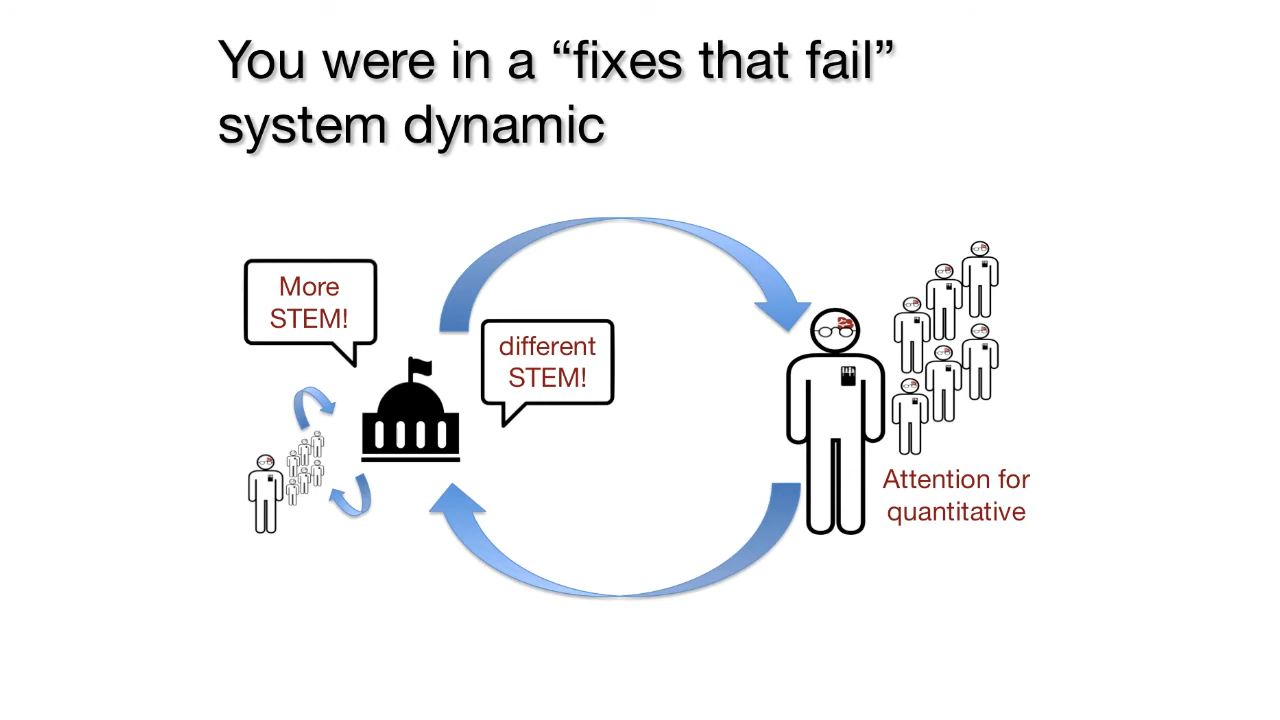 You were in a “fixes that fail”
system dynamic
More
STEM!
different
STEM!
Attention for
quantitative